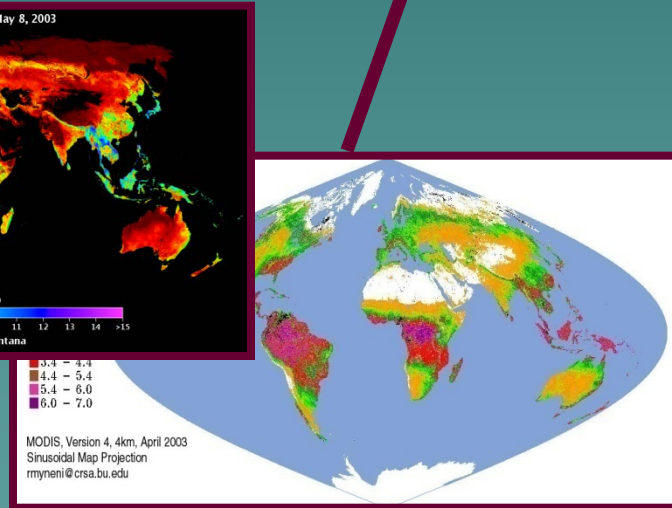 May 8, 2003
11 12 13 14 >15
ntana
3.4 - 4.4
4.4 - 5.4
5.4 - 6.0
6.0 - 7.0
MODIS, Version 4, 4km, April 2003
Sinusoidal Map Projection
rmyneni@crsa.bu.edu